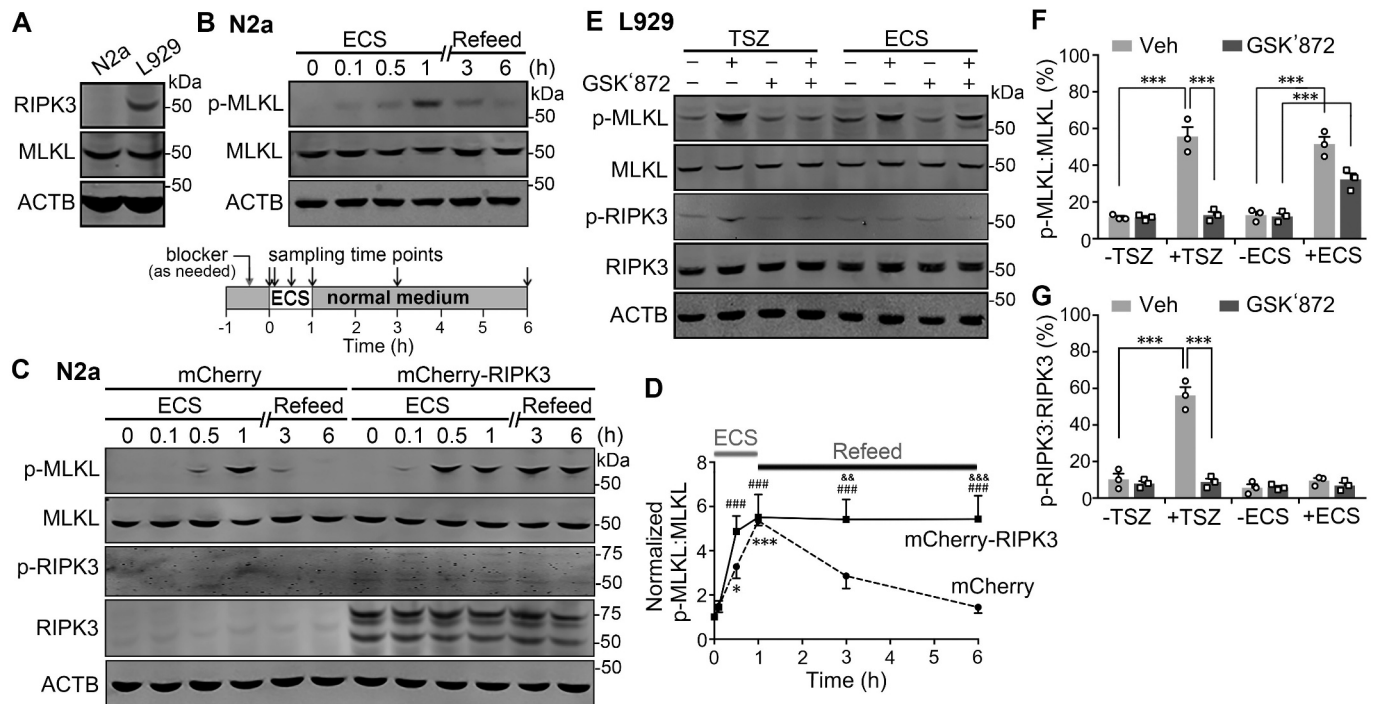 A
N2a L929
kDa
RIPK3
-50
MLKL
-50
-50
ACTB
B N2a
ECS Refeed
0 0.1 0.5 1 3 6 (h)
kDa
p-MLKL
-50
MLKL
-50
-50
ACTB
blocker
(as needed)
sampling time points
ECS normal medium
-1 0 1 2 3 4 5 6
Time (h)
C N2a
mCherry mCherry-RIPK3
ECS Refeed ECS Refeed
0 0.1 0.5 1 3 6 0 0.1 0.5 1 3 6 (h)
kDa
p-MLKL
-50
MLKL
-50
-75
p-RIPK3
-50
-75
RIPK3
-50
-50
ACTB
D
ECS
Refeed
Normalized
p-MLKL:MLKL
8
6
4
2
0
### ### && ### &&& ###
* ***
mCherry-RIPK3
mCherry
0 1 2 3 4 5 6
Time (h)
E L929
TSZ ECS
– + – + – + – +
GSK‘872 – – + + – – + +
kDa
p-MLKL
-50
MLKL
-50
p-RIPK3
-50
RIPK3
-50
-50
ACTB
F
Veh GSK’872
p-MLKL:MLKL (%)
100
80
60
40
20
0
*** *** *** ***
-TSZ +TSZ -ECS +ECS
G
Veh GSK‘872
p-RIPK3:RIPK3 (%)
100
80
60
40
20
0
*** ***
-TSZ +TSZ -ECS +ECS